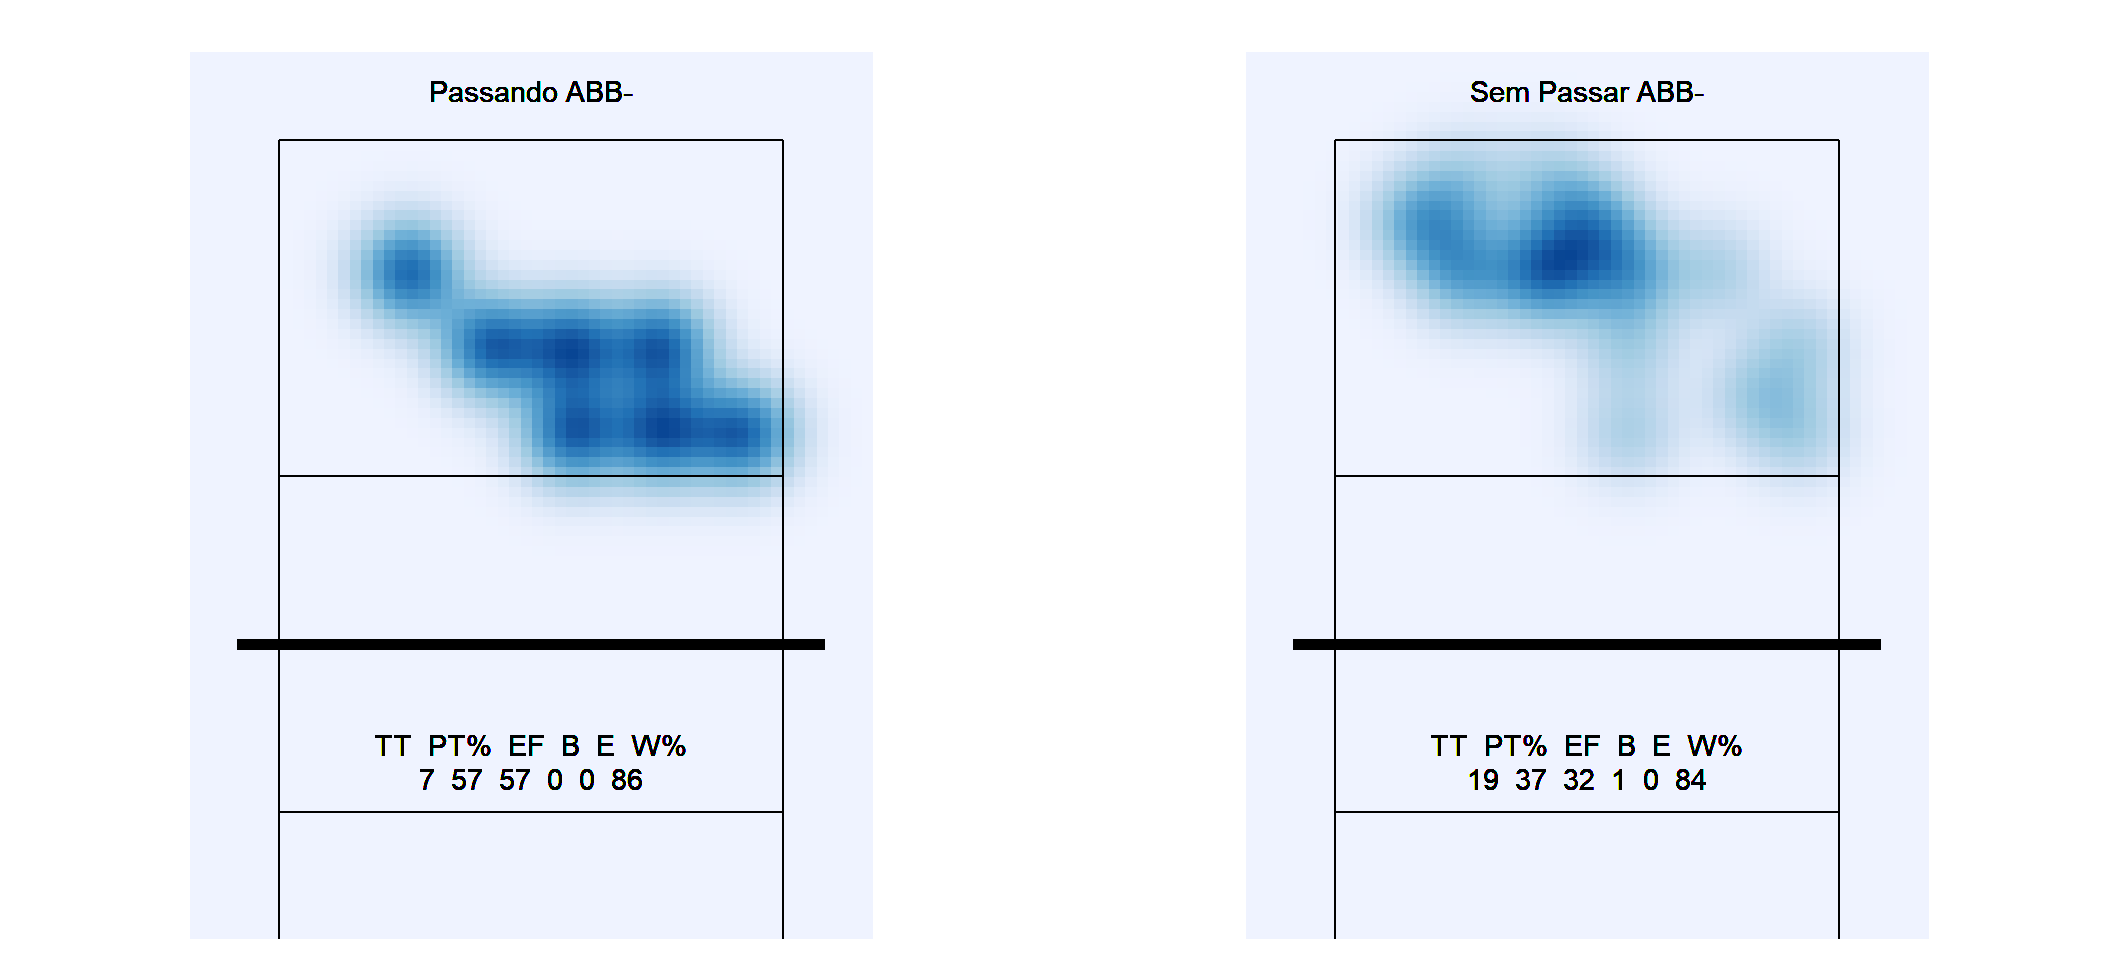 Passando ABB-
TT PT% EF B E W%
7 57 57 0 0 86
Sem Passar ABB-
TT PT% EF B E W%
19 37 32 1 0 84